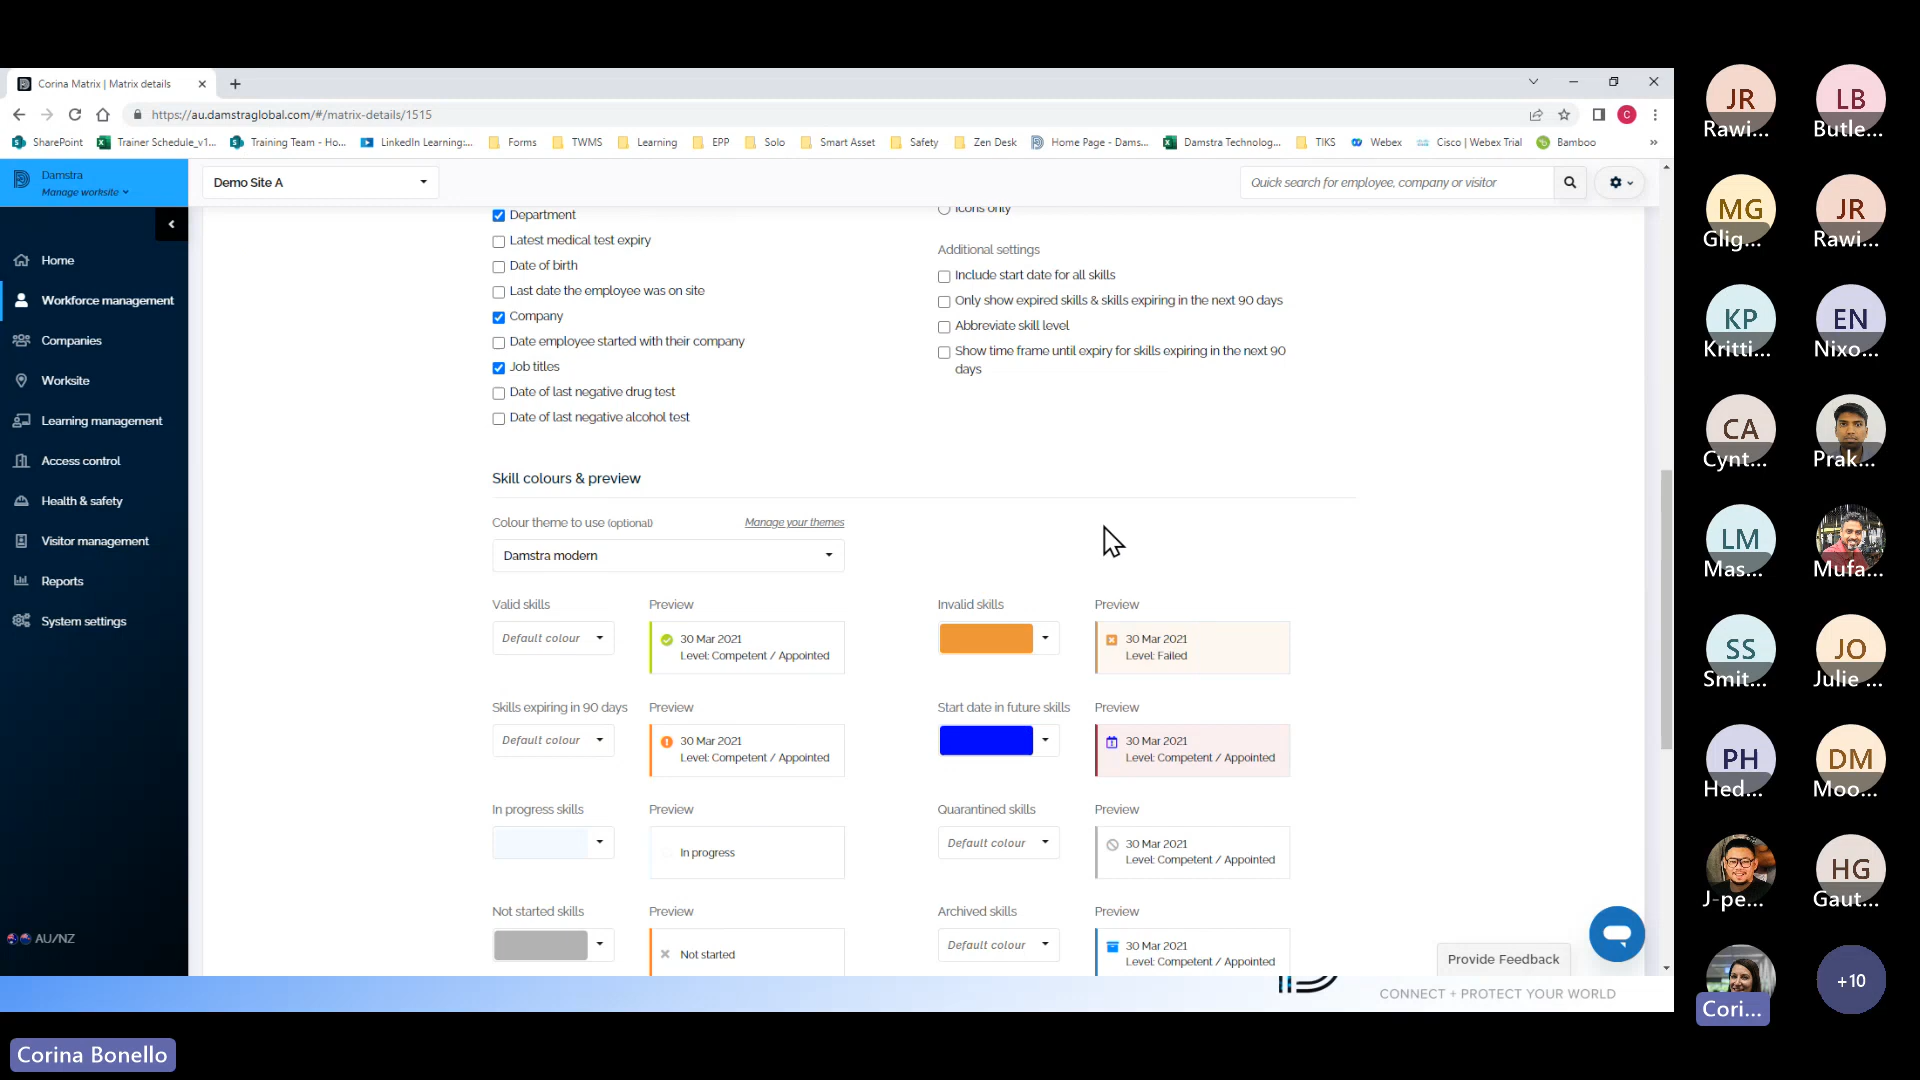 Corina Matrix | Matrix details
https://au.damstraglobal.com/#/matrix-details/1515
C
SharePoint
Trainer Schedule_v1...
Training Team - Ho...
LinkedIn Learning:...
Forms
TWMS
Learning
EPP
Solo
Smart Asset
Safety
Zen Desk
Home Page - Dams...
Damstra Technolog...
TIKS
Webex
Cisco | Webex Trial
Bamboo
»
Damstra
Manage worksite
Demo Site A
Quick search for employee, company or visitor
Home
Workforce management
Companies
Worksite
Learning management
Access control
Health & safety
Visitor management
Reports
System settings
AU/NZ
Department
Latest medical test expiry
Date of birth
Last date the employee was on site
Company
Date employee started with their company
Job titles
Date of last negative drug test
Date of last negative alcohol test
Icons only
Additional settings
Include start date for all skills
Only show expired skills & skills expiring in the next 90 days
Abbreviate skill level
Show time frame until expiry for skills expiring in the next 90
days
Skill colours & preview
Colour theme to use (optional)
Manage your themes
Damstra modern
Valid skills
Preview
Default colour
30 Mar 2021
Level: Competent / Appointed
Invalid skills
Preview
30 Mar 2021
Level: Failed
Skills expiring in 90 days
Preview
Default colour
30 Mar 2021
Level: Competent / Appointed
Start date in future skills
Preview
30 Mar 2021
Level: Competent / Appointed
In progress skills
Preview
In progress
Quarantined skills
Preview
Default colour
30 Mar 2021
Level: Competent / Appointed
Not started skills
Preview
Not started
Archived skills
Preview
Default colour
30 Mar 2021
Level: Competent / Appointed
Provide Feedback
CONNECT + PROTECT YOUR WORLD
Corina Bonello
JR
Rawi...
LB
Butle...
MG
Glig...
JR
Rawi...
KP
Kritti...
EN
Nixo...
CA
Cynt...
Prak...
LM
Mas...
Mufa...
SS
Smit...
JO
Julie ...
PH
Hed...
DM
Moo...
J-pe...
HG
Gaut...
Cori...
+10